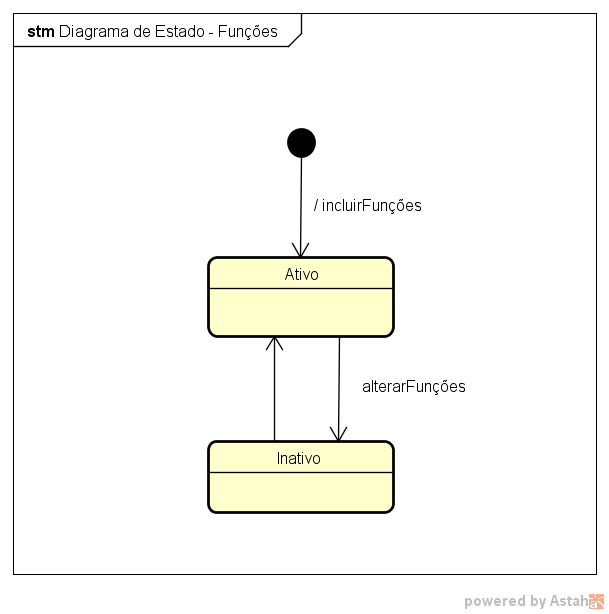 stm Diagrama de Estado - Funções
/ incluirFunções
Ativo
alterarFunções
Inativo
powered by Astah